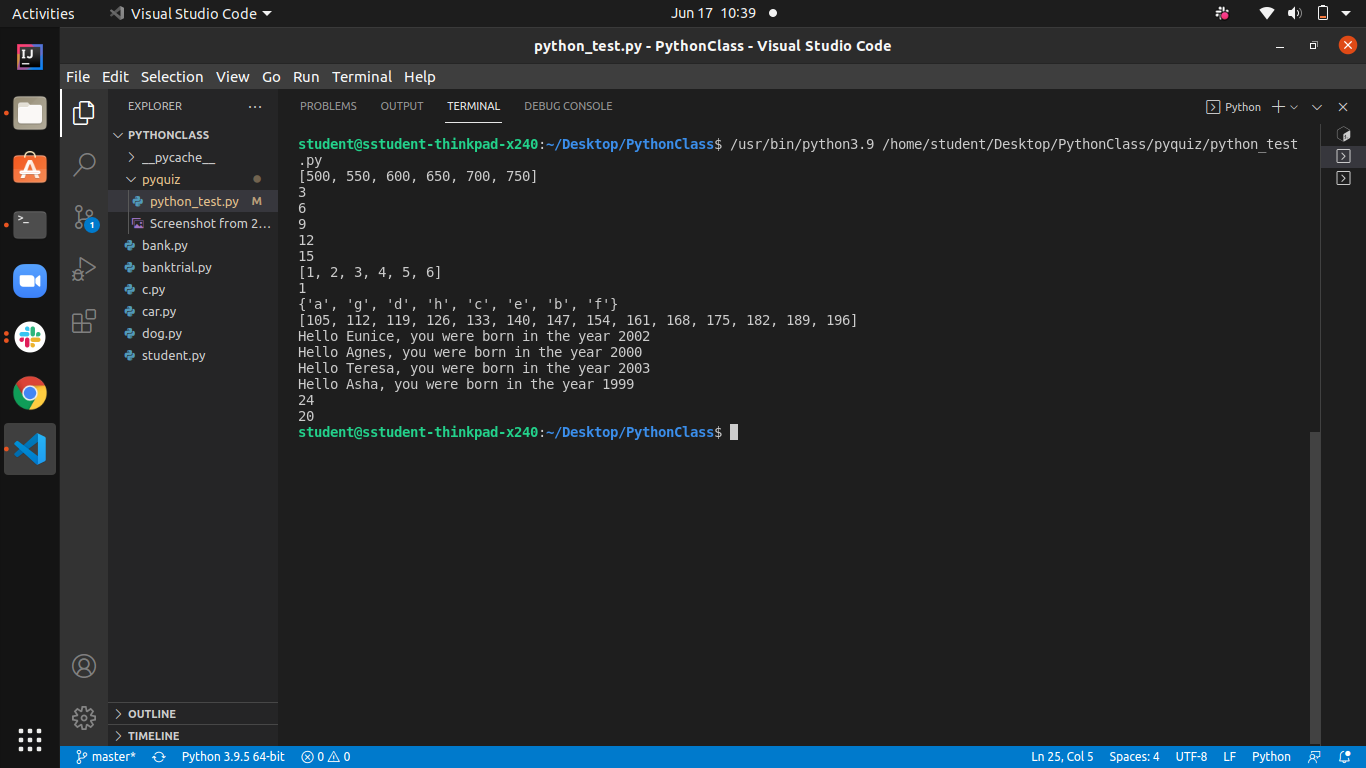 Activities Visual Studio Code Jun 17 10:39
python_test.py - PythonClass - Visual Studio Code
File Edit Selection View Go Run Terminal Help
EXPLORER ...
PYTHONCLASS
__pycache__
pyquiz
python_test.py M
Screenshot from 2...
bank.py
banktrial.py
c.py
car.py
dog.py
student.py
OUTLINE
TIMELINE
IJ
1
PROBLEMS OUTPUT TERMINAL DEBUG CONSOLE Python
student@sstudent-thinkpad-x240:~/Desktop/PythonClass$ /usr/bin/python3.9 /home/student/Desktop/PythonClass/pyquiz/python_test
.py
[500, 550, 600, 650, 700, 750]
3
6
9
12
15
[1, 2, 3, 4, 5, 6]
1
{'a', 'g', 'd', 'h', 'c', 'e', 'b', 'f'}
[105, 112, 119, 126, 133, 140, 147, 154, 161, 168, 175, 182, 189, 196]
Hello Eunice, you were born in the year 2002
Hello Agnes, you were born in the year 2000
Hello Teresa, you were born in the year 2003
Hello Asha, you were born in the year 1999
24
20
student@sstudent-thinkpad-x240:~/Desktop/PythonClass$
master* Python 3.9.5 64-bit 0 0 Ln 25, Col 5 Spaces: 4 UTF-8 LF Python